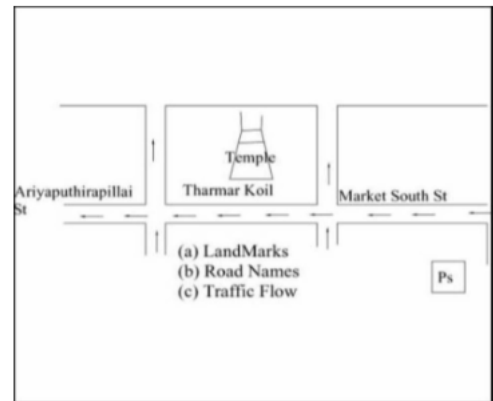 Temple
Ariyaputhirapillai
St
Tharmar Koil
Market South St
(a) LandMarks
(b) Road Names
(c) Traffic Flow
Ps